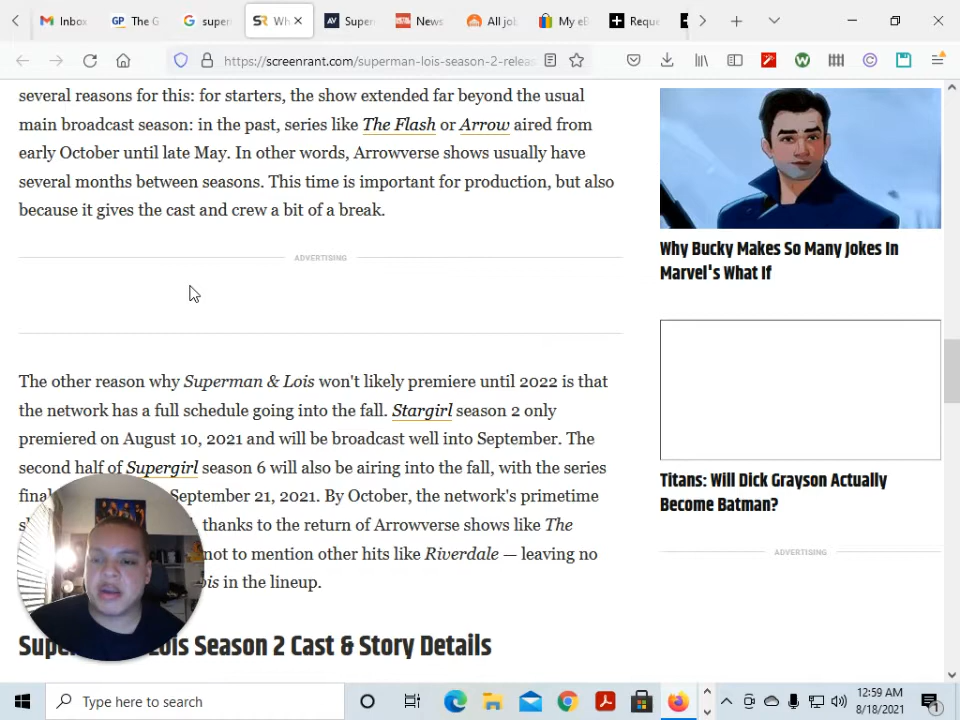 Inbox
The G
super
Wh
Super
News
All jo
My eB
Reque
https://screenrant.com/superman-lois-season-2-relea
several reasons for this: for starters, the show extended far beyond the usual
main broadcast season: in the past, series like The Flash or Arrow aired from
early October until late May. In other words, Arrowverse shows usually have
several months between seasons. This time is important for production, but also
because it gives the cast and crew a bit of a break.
ADVERTISING
The other reason why Superman & Lois won't likely premiere until 2022 is that
the network has a full schedule going into the fall. Stargirl season 2 only
premiered on August 10, 2021 and will be broadcast well into September. The
second half of Supergirl season 6 will also be airing into the fall, with the series
fina September 21, 2021. By October, the network's primetime
s , thanks to the return of Arrowverse shows like The
not to mention other hits like Riverdale — leaving no
ois in the lineup.
Supe Lois Season 2 Cast & Story Details
Why Bucky Makes So Many Jokes In
Marvel's What If
Titans: Will Dick Grayson Actually
Become Batman?
ADVERTISING
Type here to search
12:59 AM
8/18/2021